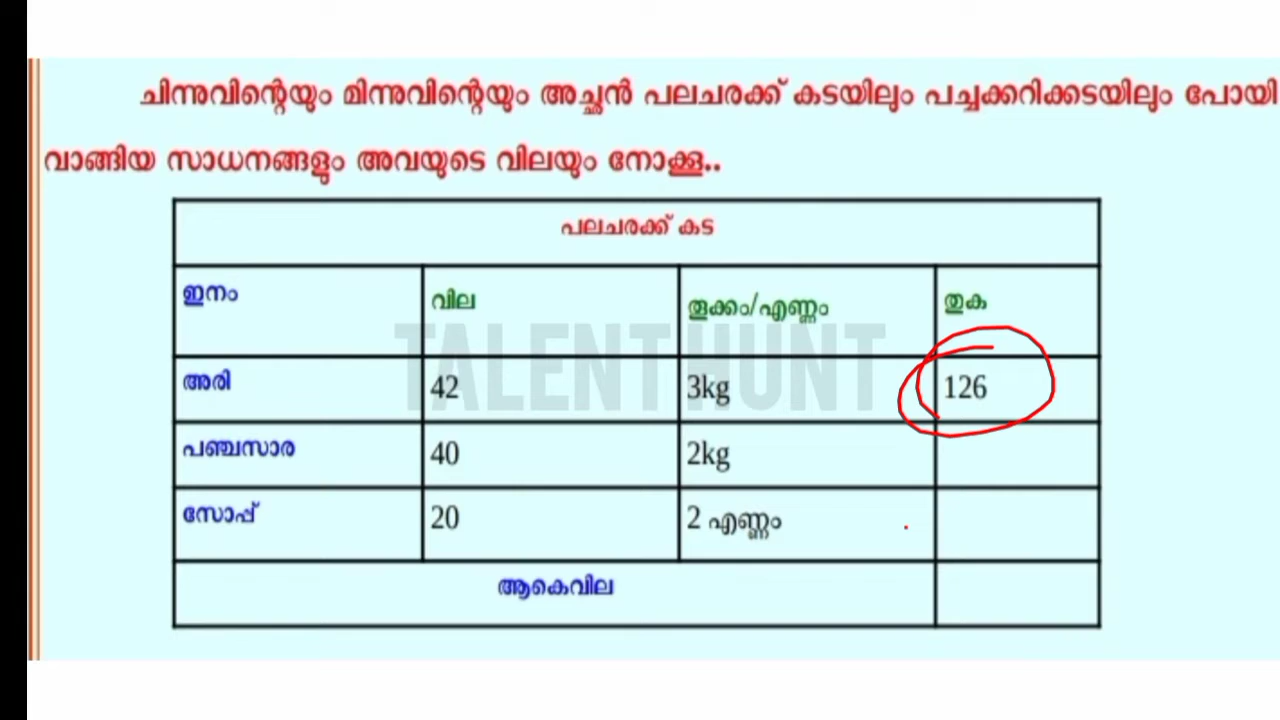 ചിന്നുവിന്റെയും മിന്നുവിന്റെയും അച്ഛൻ പലചരക്ക് കടയിലും പച്ചക്കറിക്കടയിലും പോയി
വാങ്ങിയ സാധനങ്ങളും അവയുടെ വിലയും നോക്കൂ..
പലചരക്ക് കട
ഇനം വില തൂക്കം/എണ്ണം തുക
TALENT HUNT
അരി 42 3kg 126
പഞ്ചസാര 40 2kg
സോപ്പ് 20 2 എണ്ണം
ആകെവില